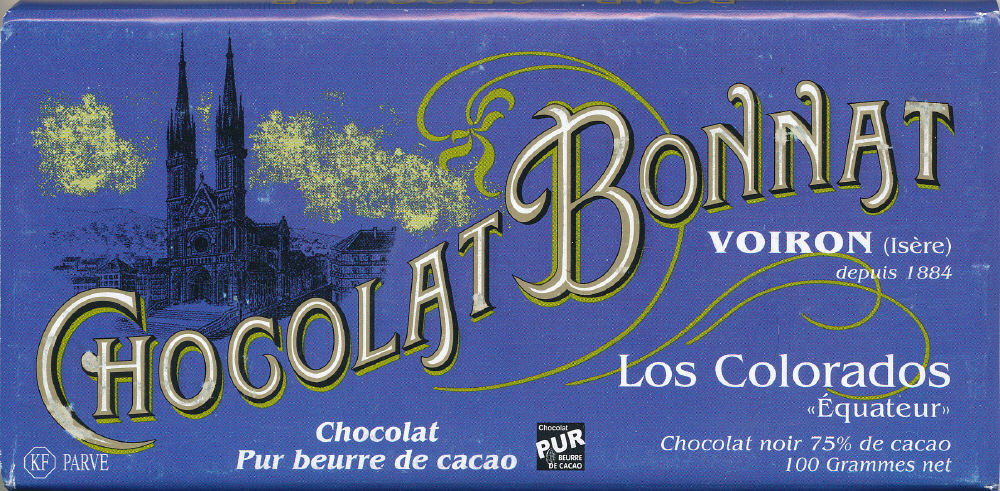 CHOCOLAT BONNAT
VOIRON (Isère)
depuis 1884
Los Colorados
«Équateur»
Chocolat noir 75% de cacao
100 Grammes net
Chocolat
Pur beurre de cacao
Chocolat
PUR
BEURRE
DE CACAO
KF PARVE